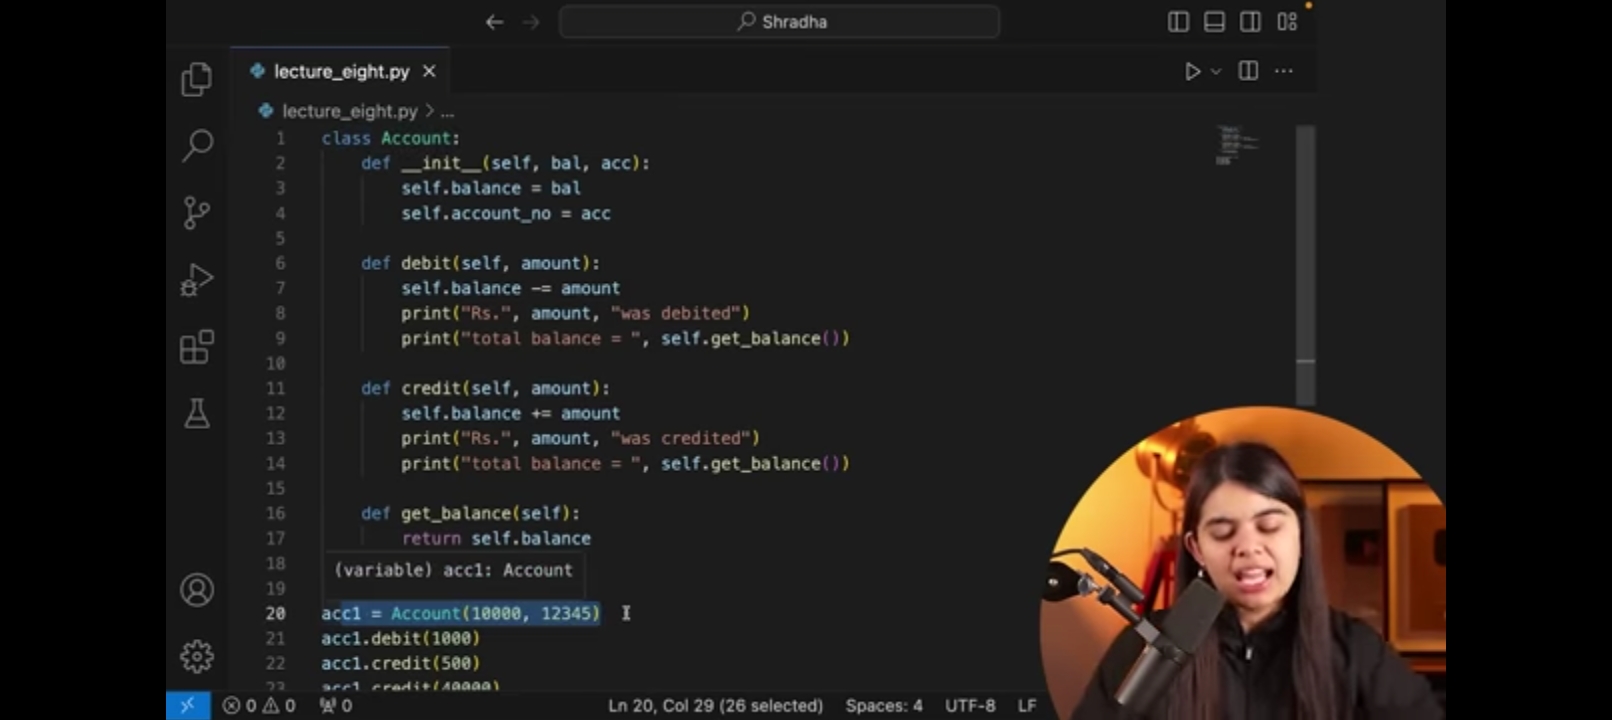 Shradha
lecture_eight.py
lecture_eight.py > ...
1 class Account:
2 def __init__(self, bal, acc):
3 self.balance = bal
4 self.account_no = acc
5
6 def debit(self, amount):
7 self.balance -= amount
8 print("Rs.", amount, "was debited")
9 print("total balance = ", self.get_balance())
10
11 def credit(self, amount):
12 self.balance += amount
13 print("Rs.", amount, "was credited")
14 print("total balance = ", self.get_balance())
15
16 def get_balance(self):
17 return self.balance
18
(variable) acc1: Account
19
20 acc1 = Account(10000, 12345)
21 acc1.debit(1000)
22 acc1.credit(500)
23 acc1.credit(40000)
0 0 0 Ln 20, Col 29 (26 selected) Spaces: 4 UTF-8 LF